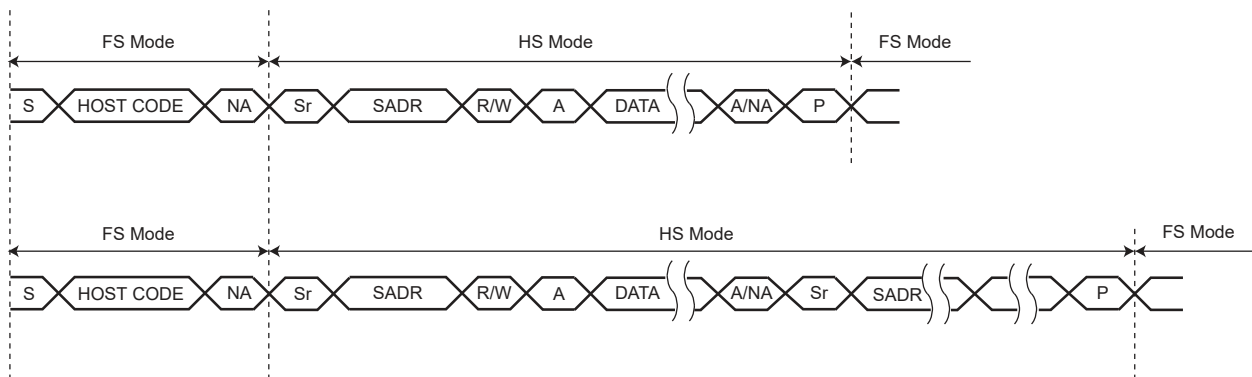 FS Mode HS Mode FS Mode
S HOST CODE NA Sr SADR R/W A DATA A/NA P
FS Mode HS Mode FS Mode
S HOST CODE NA Sr SADR R/W A DATA A/NA Sr SADR P